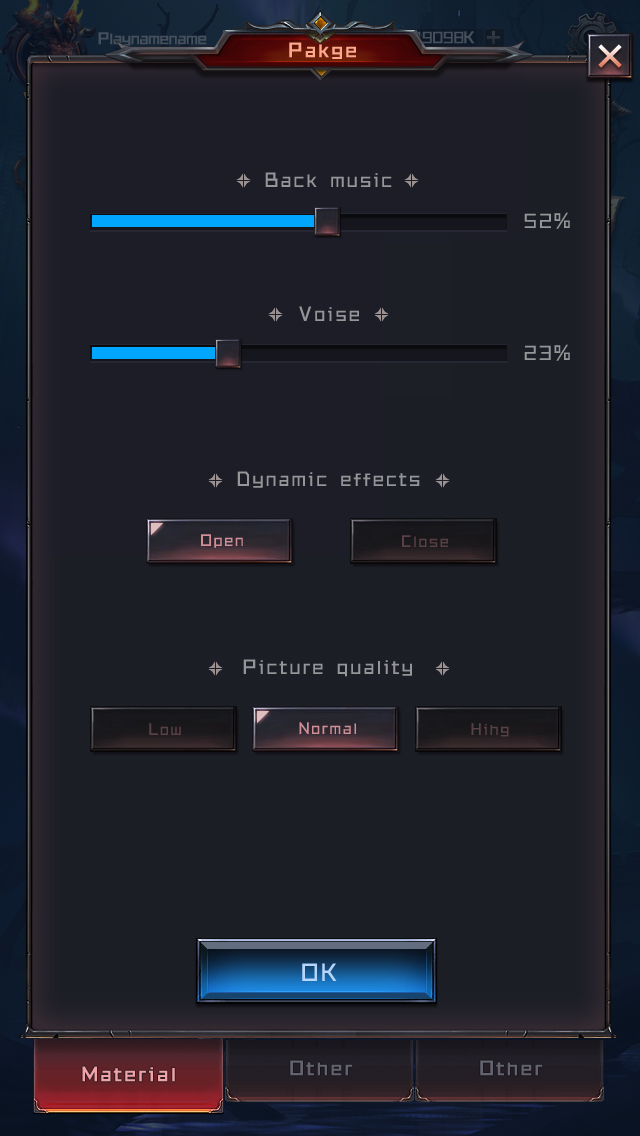 Playnamename
9098K
Pakge
Back music
52%
Voise
23%
Dynamic effects
Open
Close
Picture quality
Low
Normal
Hihg
OK
Material
Other
Other